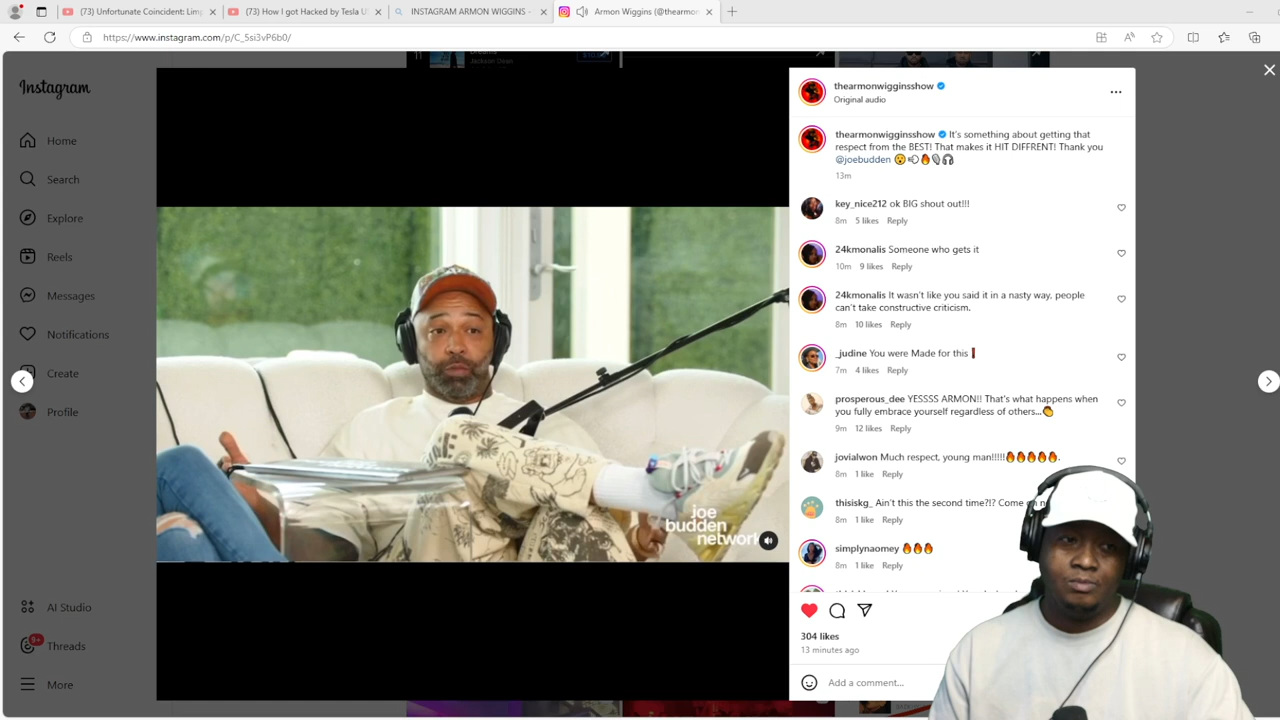 (73) Unfortunate Coincident: Lim
(73) How I got Hacked by Tesla U
INSTAGRAM ARMON WIGGINS -
Armon Wiggins (@thearmon
https://www.instagram.com/p/C_5si3vP6b0/
Jackson Dean
Instagram
Home
Search
Explore
Reels
Messages
Notifications
Create
Profile
AI Studio
9+
Threads
More
joe
budden
network
thearmonwigginsshow
Original audio
thearmonwigginsshow It's something about getting that
respect from the BEST! That makes it HIT DIFFRENT! Thank you
@joebudden 😮💨🔥🎙️🎧
13m
key_nice212 ok BIG shout out!!!
8m 5 likes Reply
24kmonalis Someone who gets it
10m 9 likes Reply
24kmonalis It wasn't like you said it in a nasty way, people
can't take constructive criticism.
8m 10 likes Reply
_judine You were Made for this
7m 4 likes Reply
prosperous_dee YESSSS ARMON!! That's what happens when
you fully embrace yourself regardless of others...👏
9m 12 likes Reply
jovialwon Much respect, young man!!!!!🔥🔥🔥🔥🔥.
8m 1 like Reply
thisiskg_ Ain't this the second time?!? Come
8m 1 like Reply
simplynaomey 🔥🔥🔥
8m 1 like Reply
304 likes
13 minutes ago
Add a comment...